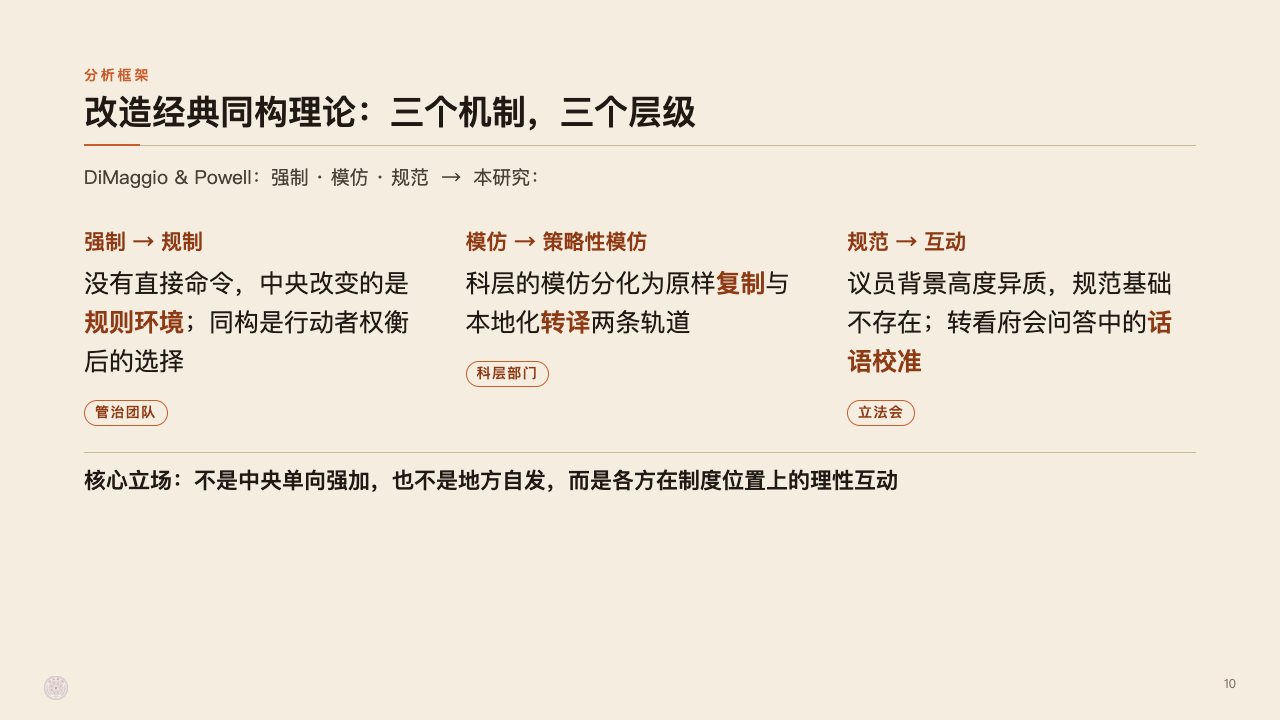 分析框架
改造经典同构理论：三个机制，三个层级
DiMaggio & Powell：强制 · 模仿 · 规范 → 本研究：
强制 → 规制
没有直接命令，中央改变的是
规则环境；同构是行动者权衡
后的选择
管治团队
模仿 → 策略性模仿
科层的模仿分化为原样复制与
本地化转译两条轨道
科层部门
规范 → 互动
议员背景高度异质，规范基础
不存在；转看府会问答中的话
语校准
立法会
核心立场：不是中央单向强加，也不是地方自发，而是各方在制度位置上的理性互动
10